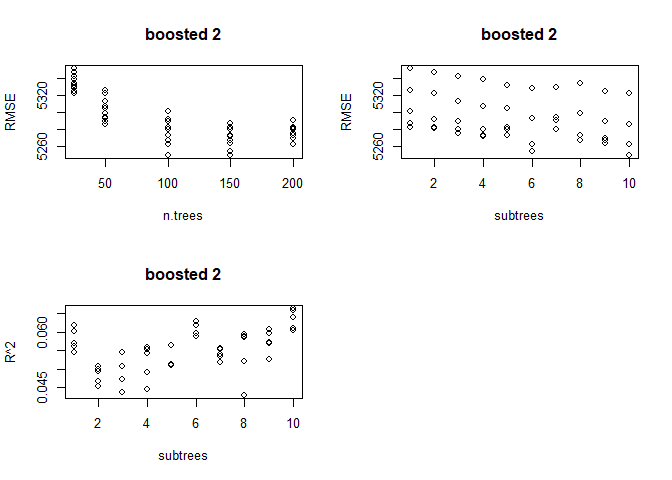 boosted 2
RMSE
5260 5320
50 100 150 200
n.trees
boosted 2
RMSE
5260 5320
2 4 6 8 10
subtrees
boosted 2
R^2
0.045 0.060
2 4 6 8 10
subtrees